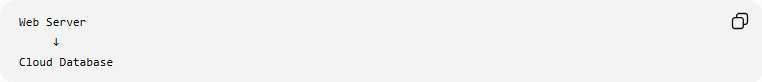 Web Server
↓
Cloud Database